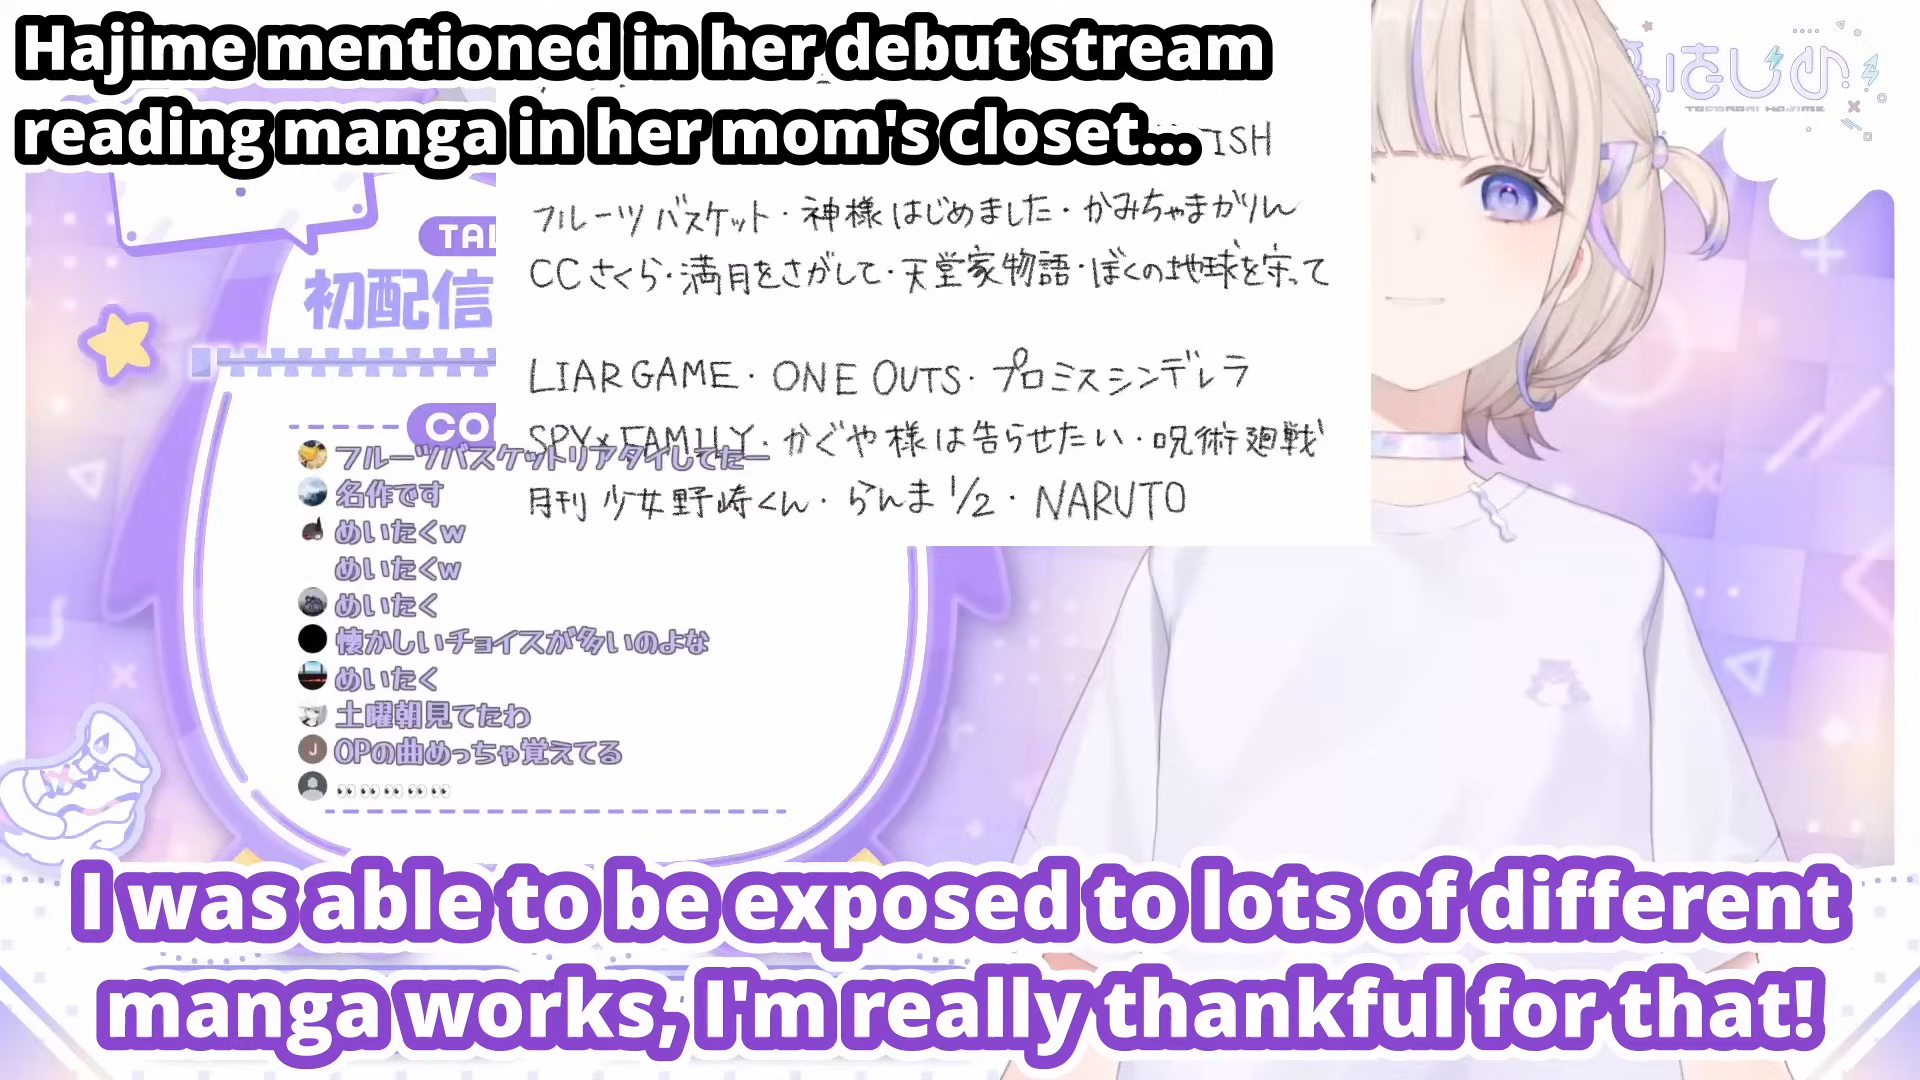 Hajime mentioned in her debut stream
reading manga in her mom's closet...
はじめ
TODOROKI HAJIME
ISH
フルーツバスケット・神様はじめました・かみちゃまかりん
CCさくら・満月をさがして・天堂家物語・ぼくの地球を守って
LIAR GAME・ONE OUTS・プロミスシンデレラ
SPY×FAMILY・かぐや様は告らせたい・呪術廻戦
月刊少女野崎くん・らんま1/2・NARUTO
TAL
初配信
CO
フルーツバスケットリアタイしてたー
名作です
めいたくw
めいたくw
めいたく
懐かしいチョイスが多いのよな
めいたく
土曜朝見てたわ
J OPの曲めっちゃ覚えてる
I was able to be exposed to lots of different
manga works, I'm really thankful for that!